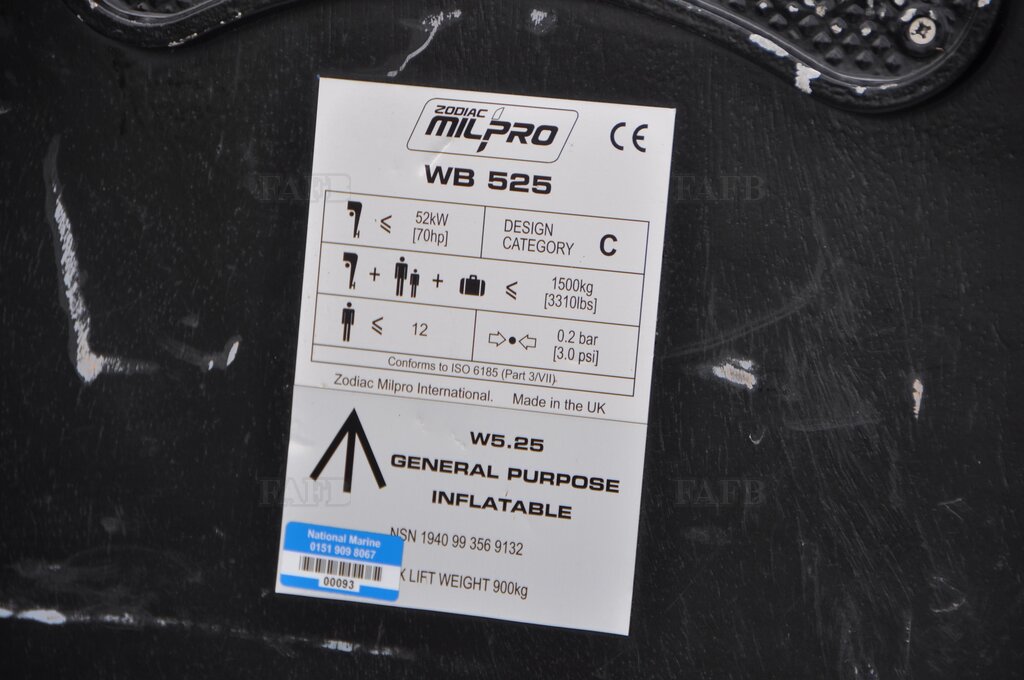 ZODIAC
MILPRO
CE
WB 525
≤ 52kW
[70hp]
DESIGN
CATEGORY C
+ + ≤ 1500kg
[3310lbs]
≤ 12
0.2 bar
[3.0 psi]
Conforms to ISO 6185 (Part 3/VII).
Zodiac Milpro International. Made in the UK
W5.25
GENERAL PURPOSE
INFLATABLE
NSN 1940 99 356 9132
LIFT WEIGHT 900kg
National Marine
0151 909 8067
00093
FAFB
FAFB
FAFB
FAFB